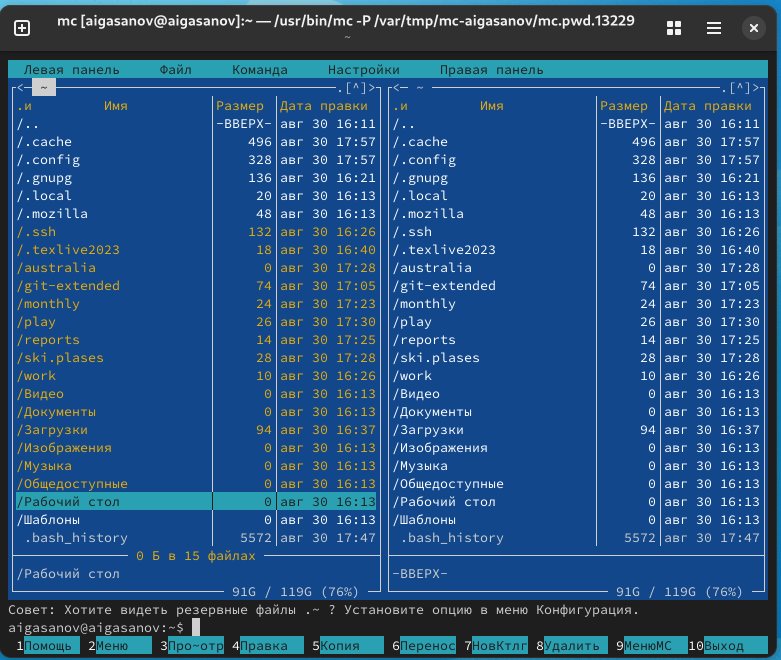 mc [aigasanov@aigasanov]:~ — /usr/bin/mc -P /var/tmp/mc-aigasanov/mc.pwd.13229
~
Левая панель Файл Команда Настройки Правая панель
<- ~ .[^]> <- ~ .[^]>
.и Имя Размер Дата правки .и Имя Размер Дата правки
/.. -ВВЕРХ- авг 30 16:11 /.. -ВВЕРХ- авг 30 16:11
/.cache 496 авг 30 17:57 /.cache 496 авг 30 17:57
/.config 328 авг 30 17:57 /.config 328 авг 30 17:57
/.gnupg 136 авг 30 16:21 /.gnupg 136 авг 30 16:21
/.local 20 авг 30 16:13 /.local 20 авг 30 16:13
/.mozilla 48 авг 30 16:13 /.mozilla 48 авг 30 16:13
/.ssh 132 авг 30 16:26 /.ssh 132 авг 30 16:26
/.texlive2023 18 авг 30 16:40 /.texlive2023 18 авг 30 16:40
/australia 0 авг 30 17:28 /australia 0 авг 30 17:28
/git-extended 74 авг 30 17:05 /git-extended 74 авг 30 17:05
/monthly 24 авг 30 17:23 /monthly 24 авг 30 17:23
/play 26 авг 30 17:30 /play 26 авг 30 17:30
/reports 14 авг 30 17:25 /reports 14 авг 30 17:25
/ski.plases 28 авг 30 17:28 /ski.plases 28 авг 30 17:28
/work 10 авг 30 16:26 /work 10 авг 30 16:26
/Видео 0 авг 30 16:13 /Видео 0 авг 30 16:13
/Документы 0 авг 30 16:13 /Документы 0 авг 30 16:13
/Загрузки 94 авг 30 16:37 /Загрузки 94 авг 30 16:37
/Изображения 0 авг 30 16:13 /Изображения 0 авг 30 16:13
/Музыка 0 авг 30 16:13 /Музыка 0 авг 30 16:13
/Общедоступные 0 авг 30 16:13 /Общедоступные 0 авг 30 16:13
/Рабочий стол 0 авг 30 16:13 /Рабочий стол 0 авг 30 16:13
/Шаблоны 0 авг 30 16:13 /Шаблоны 0 авг 30 16:13
.bash_history 5572 авг 30 17:47 .bash_history 5572 авг 30 17:47
0 Б в 15 файлах
/Рабочий стол -ВВЕРХ-
91G / 119G (76%) 91G / 119G (76%)
Совет: Хотите видеть резервные файлы .~ ? Установите опцию в меню Конфигурация.
aigasanov@aigasanov:~$
1Помощь 2Меню 3Про~отр 4Правка 5Копия 6Перенос 7НовКтлг 8Удалить 9МенюMC 10Выход